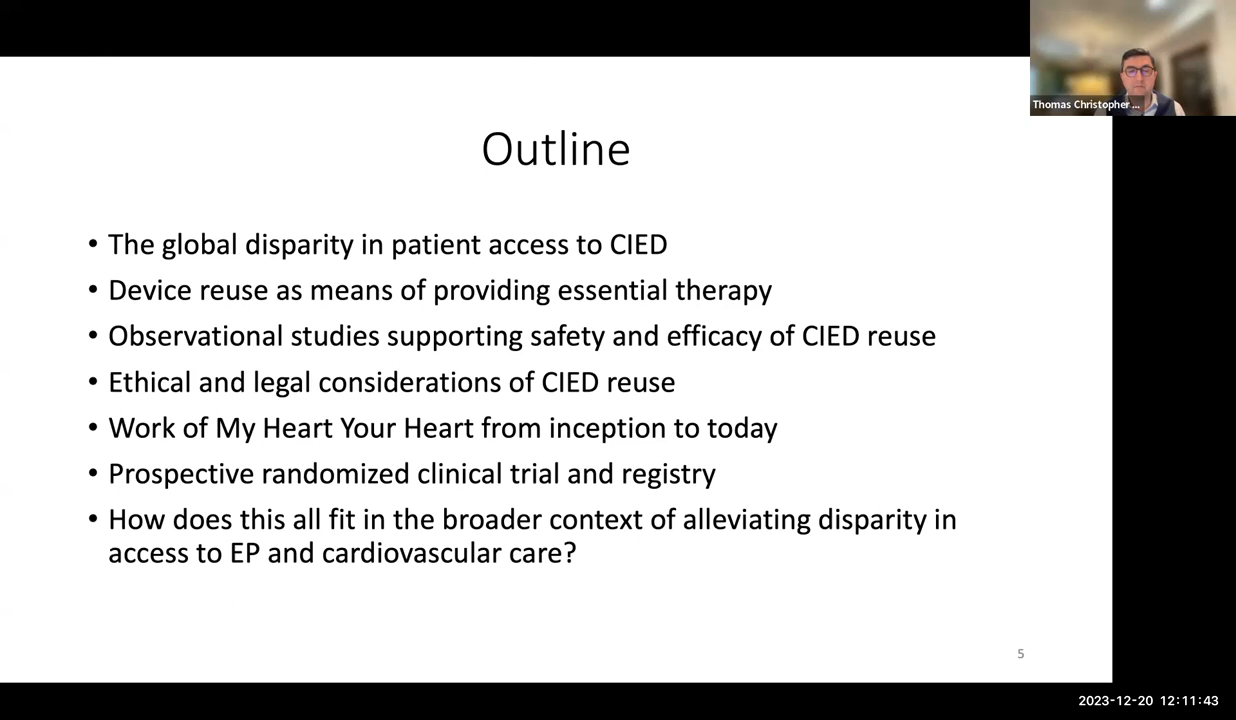 Thomas Christopher ...
Outline
• The global disparity in patient access to CIED
• Device reuse as means of providing essential therapy
• Observational studies supporting safety and efficacy of CIED reuse
• Ethical and legal considerations of CIED reuse
• Work of My Heart Your Heart from inception to today
• Prospective randomized clinical trial and registry
• How does this all fit in the broader context of alleviating disparity in
access to EP and cardiovascular care?
5
2023-12-20 12:11:43